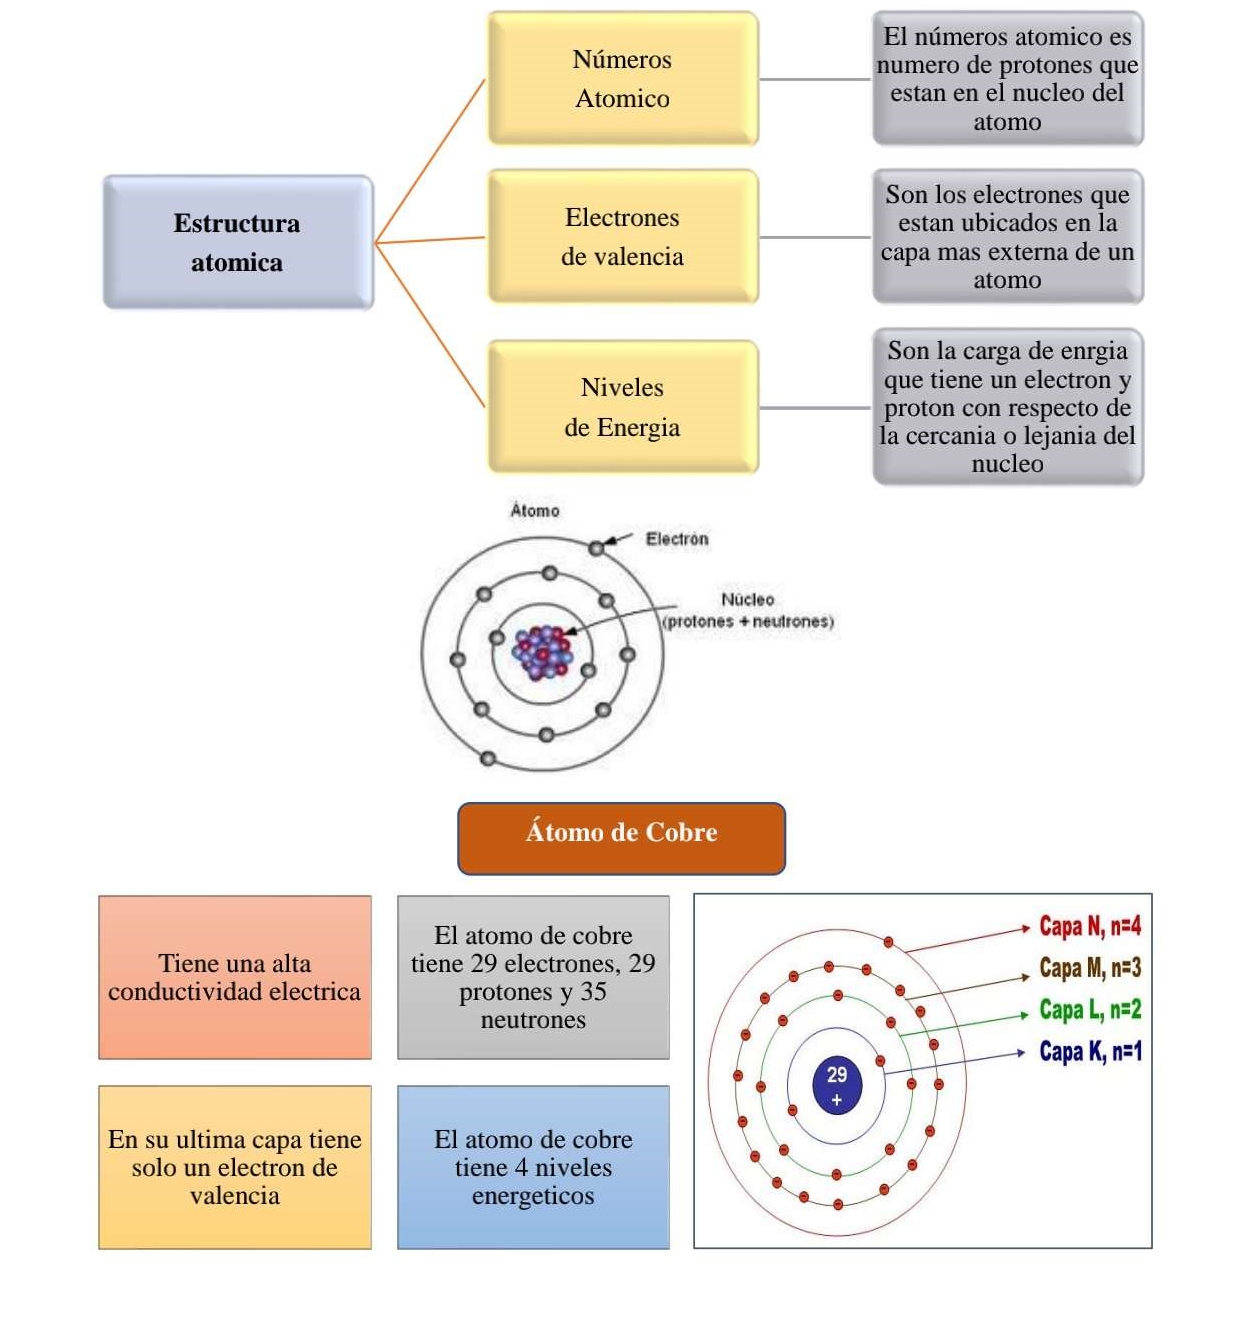 Números
Atomico
El números atomico es
numero de protones que
estan en el nucleo del
atomo
Estructura
atomica
Electrones
de valencia
Son los electrones que
estan ubicados en la
capa mas externa de un
atomo
Niveles
de Energia
Son la carga de enrgia
que tiene un electron y
proton con respecto de
la cercania o lejania del
nucleo
Átomo
Electrón
Núcleo
(protones + neutrones)
Átomo de Cobre
Tiene una alta
conductividad electrica
El atomo de cobre
tiene 29 electrones, 29
protones y 35
neutrones
En su ultima capa tiene
solo un electron de
valencia
El atomo de cobre
tiene 4 niveles
energeticos
Capa N, n=4
Capa M, n=3
Capa L, n=2
Capa K, n=1
29
+